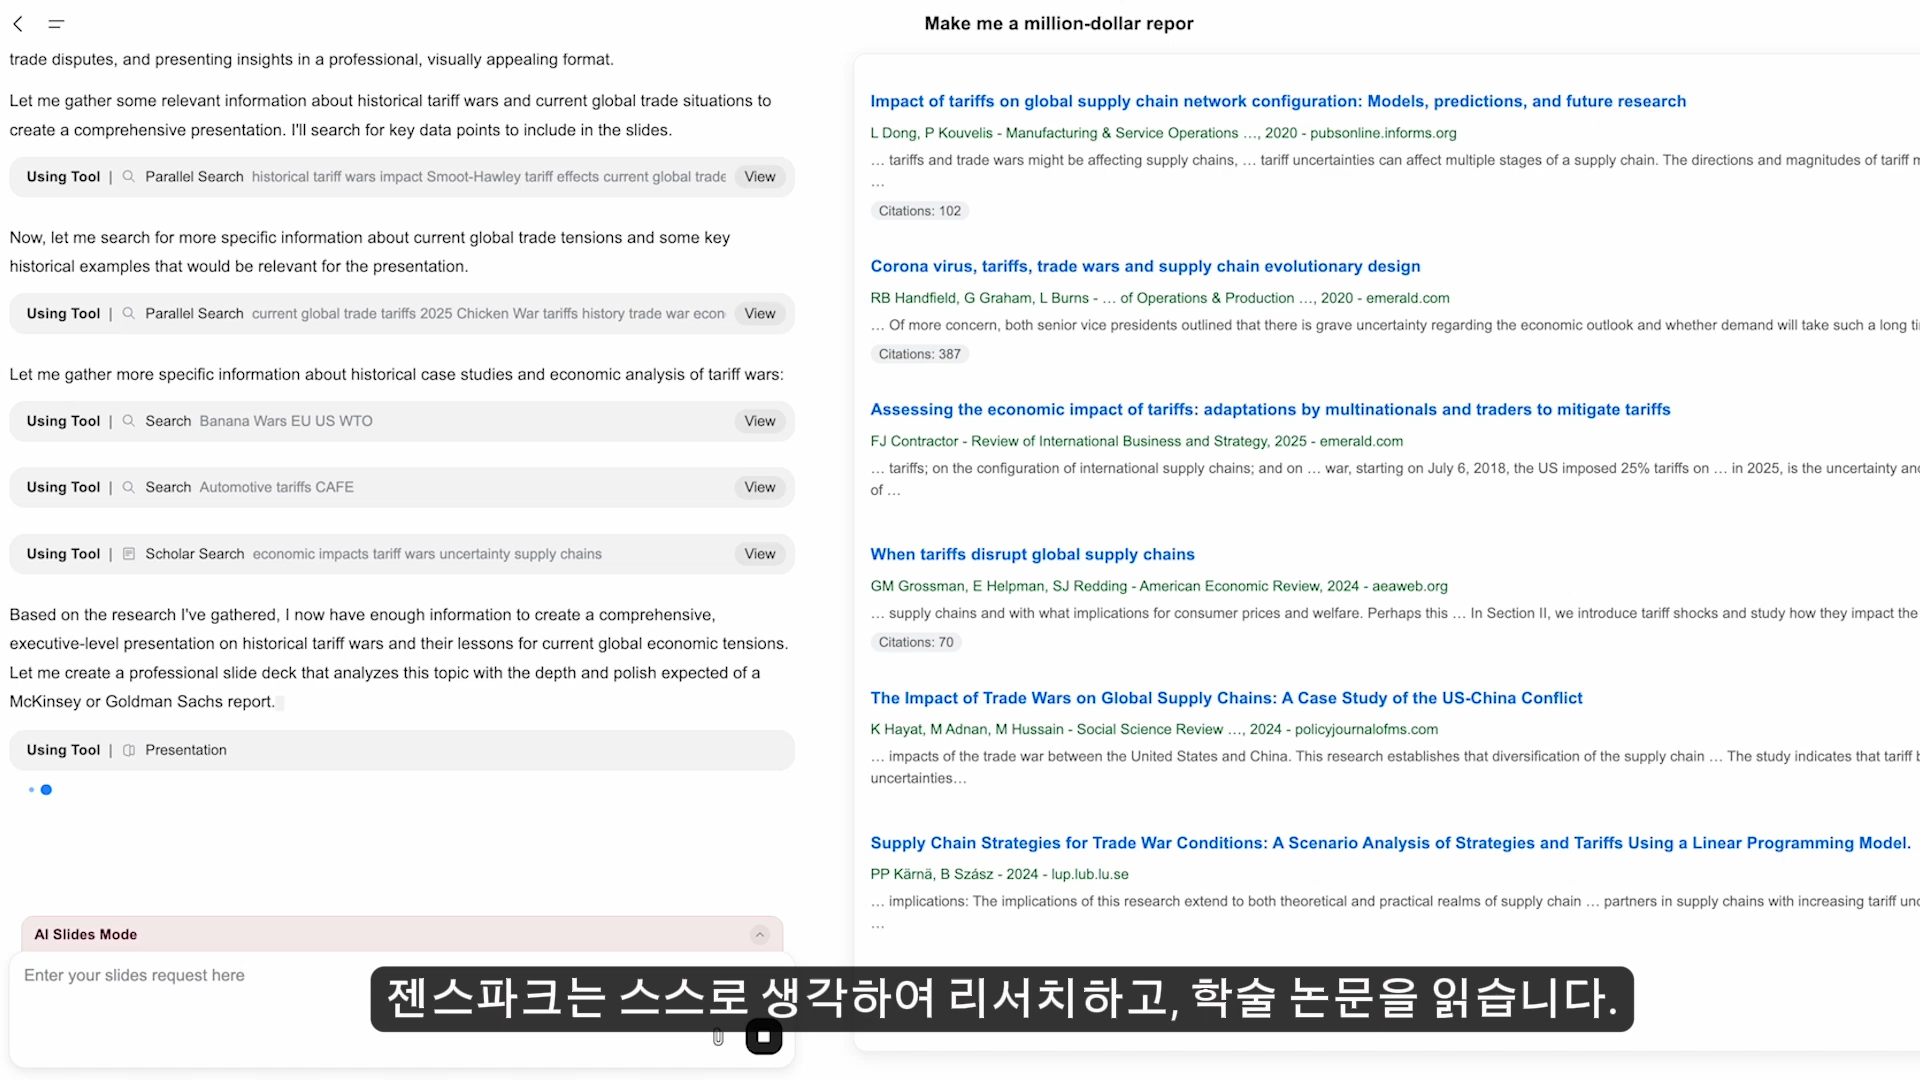 Make me a million-dollar repor
trade disputes, and presenting insights in a professional, visually appealing format.
Let me gather some relevant information about historical tariff wars and current global trade situations to
create a comprehensive presentation. I'll search for key data points to include in the slides.
Using Tool | Parallel Search historical tariff wars impact Smoot-Hawley tariff effects current global trade View
Now, let me search for more specific information about current global trade tensions and some key
historical examples that would be relevant for the presentation.
Using Tool | Parallel Search current global trade tariffs 2025 Chicken War tariffs history trade war econ View
Let me gather more specific information about historical case studies and economic analysis of tariff wars:
Using Tool | Search Banana Wars EU US WTO View
Using Tool | Search Automotive tariffs CAFE View
Using Tool | Scholar Search economic impacts tariff wars uncertainty supply chains View
Based on the research I've gathered, I now have enough information to create a comprehensive,
executive-level presentation on historical tariff wars and their lessons for current global economic tensions.
Let me create a professional slide deck that analyzes this topic with the depth and polish expected of a
McKinsey or Goldman Sachs report.
Using Tool | Presentation
AI Slides Mode
Enter your slides request here
Impact of tariffs on global supply chain network configuration: Models, predictions, and future research
L Dong, P Kouvelis - Manufacturing & Service Operations …, 2020 - pubsonline.informs.org
… tariffs and trade wars might be affecting supply chains, … tariff uncertainties can affect multiple stages of a supply chain. The directions and magnitudes of tariff
…
Citations: 102
Corona virus, tariffs, trade wars and supply chain evolutionary design
RB Handfield, G Graham, L Burns - … of Operations & Production …, 2020 - emerald.com
… Of more concern, both senior vice presidents outlined that there is grave uncertainty regarding the economic outlook and whether demand will take such a long
Citations: 387
Assessing the economic impact of tariffs: adaptations by multinationals and traders to mitigate tariffs
FJ Contractor - Review of International Business and Strategy, 2025 - emerald.com
… tariffs; on the configuration of international supply chains; and on … war, starting on July 6, 2018, the US imposed 25% tariffs on … in 2025, is the uncertainty
of …
When tariffs disrupt global supply chains
GM Grossman, E Helpman, SJ Redding - American Economic Review, 2024 - aeaweb.org
… supply chains and with what implications for consumer prices and welfare. Perhaps this … In Section II, we introduce tariff shocks and study how they impact the
Citations: 70
The Impact of Trade Wars on Global Supply Chains: A Case Study of the US-China Conflict
K Hayat, M Adnan, M Hussain - Social Science Review …, 2024 - policyjournalofms.com
… impacts of the trade war between the United States and China. This research establishes that diversification of the supply chain … The study indicates that tariff
uncertainties…
Supply Chain Strategies for Trade War Conditions: A Scenario Analysis of Strategies and Tariffs Using a Linear Programming Model.
PP Kärnä, B Szász - 2024 - lup.lub.lu.se
… implications: The implications of this research extend to both theoretical and practical realms of supply chain … partners in supply chains with increasing tariff
…
젠스파크는 스스로 생각하여 리서치하고, 학술 논문을 읽습니다.